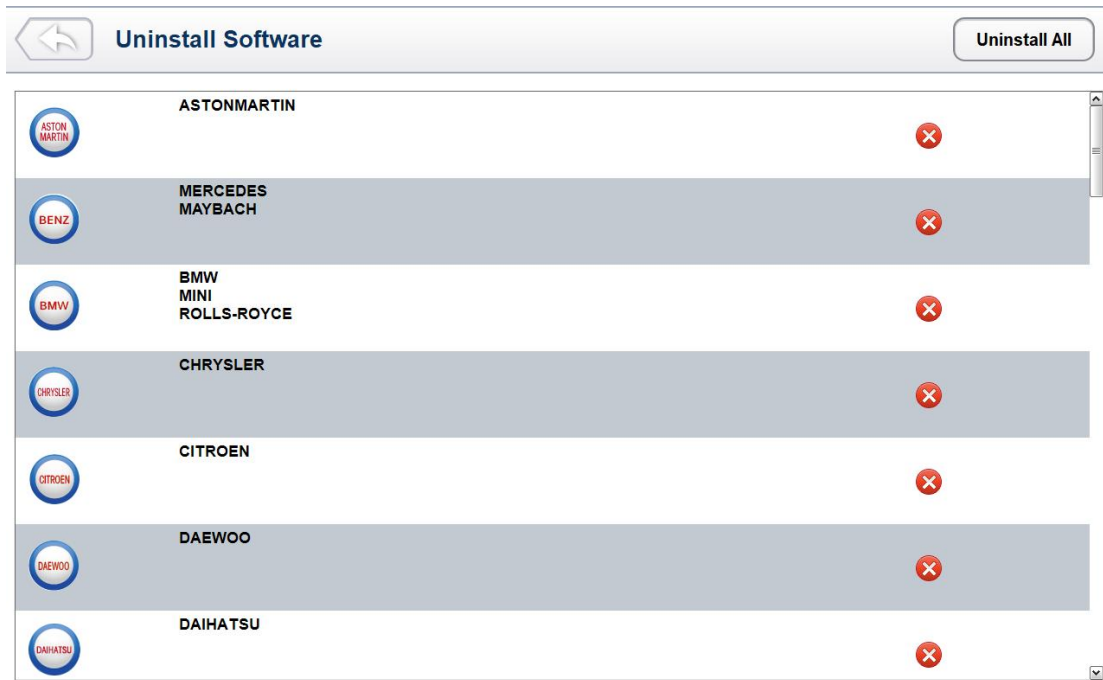 Uninstall Software
Uninstall All
ASTON
MARTIN
ASTONMARTIN
BENZ
MERCEDES
MAYBACH
BMW
BMW
MINI
ROLLS-ROYCE
CHRYSLER
CHRYSLER
CITROEN
CITROEN
DAEWOO
DAEWOO
DAIHATSU
DAIHATSU